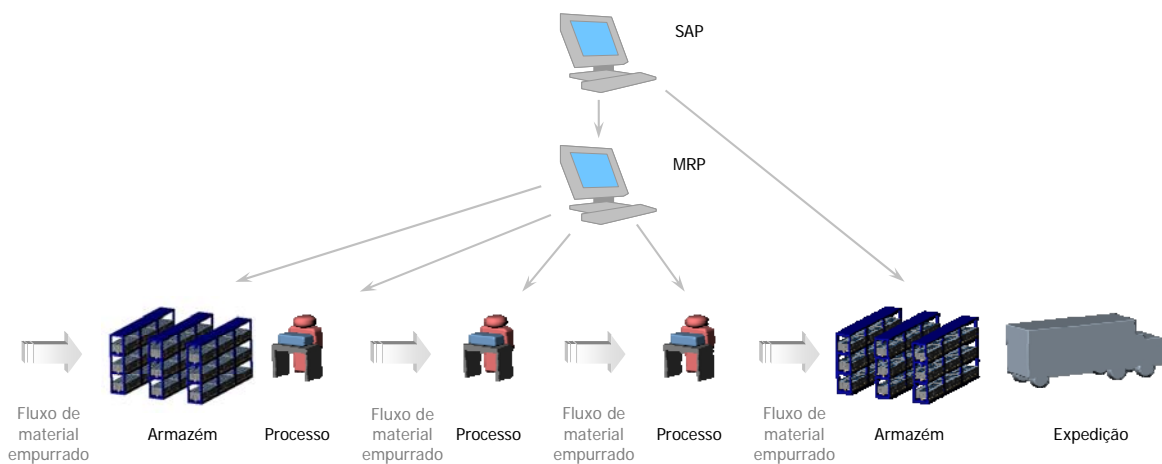 SAP
MRP
Fluxo de
material
empurrado
Armazém
Processo
Fluxo de
material
empurrado
Processo
Fluxo de
material
empurrado
Processo
Fluxo de
material
empurrado
Armazém
Expedição